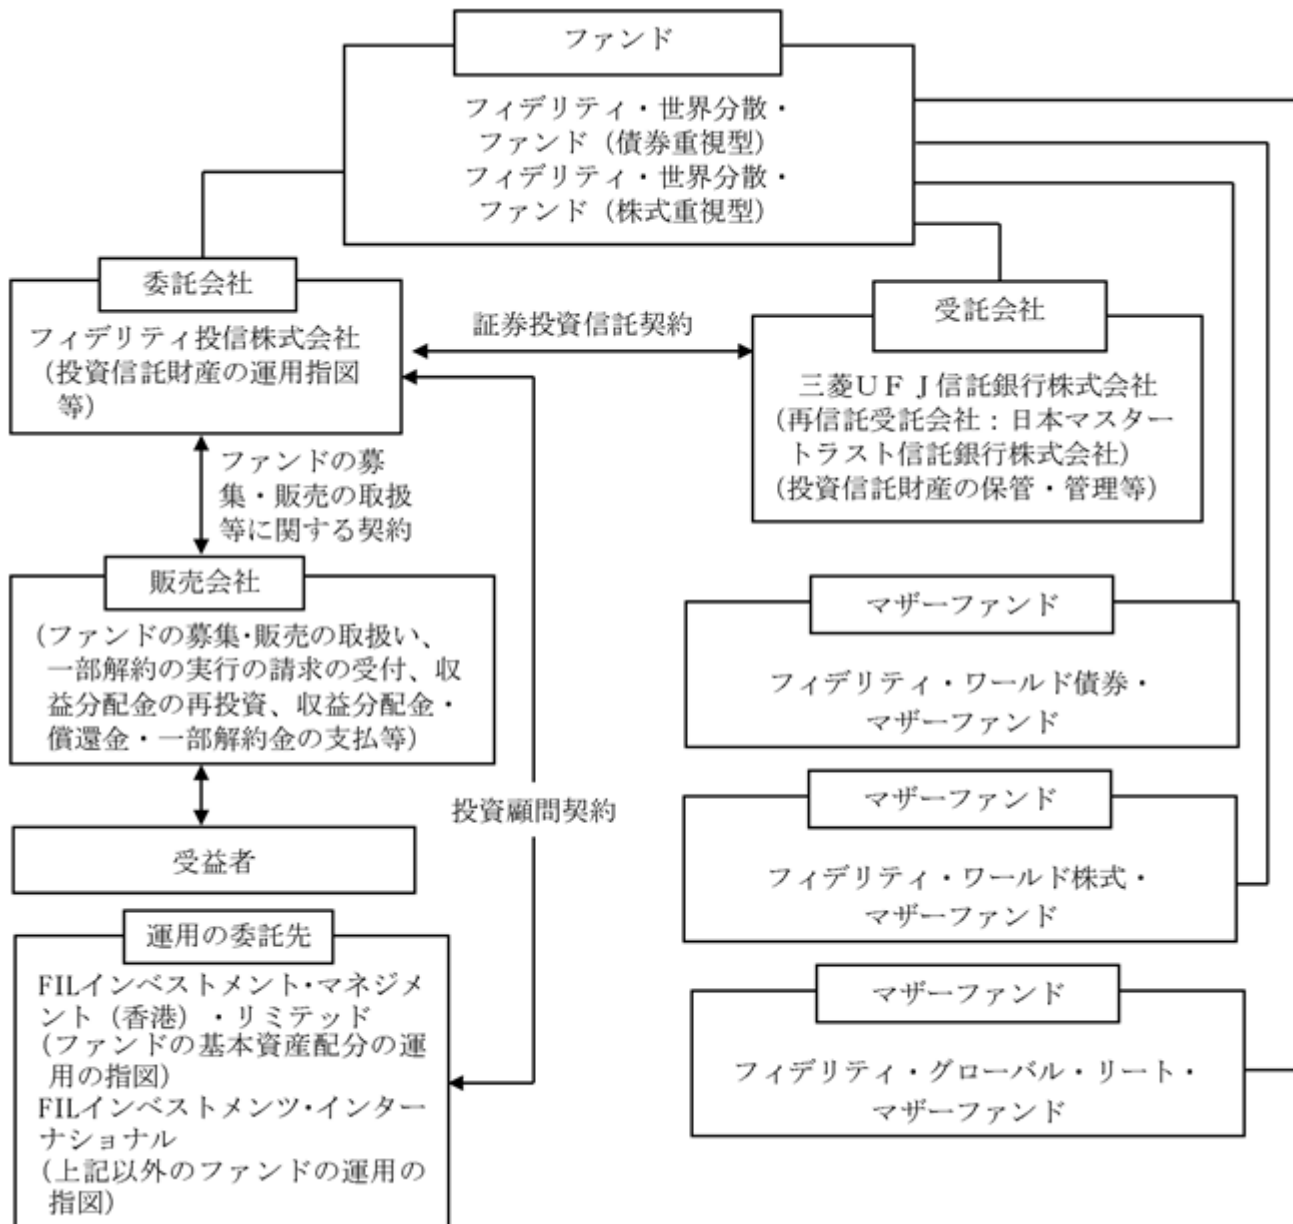 ファンド
フィデリティ・世界分散・
ファンド（債券重視型）
フィデリティ・世界分散・
ファンド（株式重視型）
委託会社
フィデリティ投信株式会社
（投資信託財産の運用指図
等）
証券投資信託契約
受託会社
三菱ＵＦＪ信託銀行株式会社
（再信託受託会社：日本マスター
トラスト信託銀行株式会社）
（投資信託財産の保管・管理等）
ファンドの募
集・販売の取扱
等に関する契約
販売会社
（ファンドの募集･販売の取扱い、
一部解約の実行の請求の受付、収
益分配金の再投資、収益分配金・
償還金・一部解約金の支払等）
投資顧問契約
受益者
運用の委託先
FILインベストメント･マネジメ
ント（香港）・リミテッド
（ファンドの基本資産配分の運
用の指図）
FILインベストメンツ･インター
ナショナル
（上記以外のファンドの運用の
指図）
マザーファンド
フィデリティ・ワールド債券・
マザーファンド
マザーファンド
フィデリティ・ワールド株式・
マザーファンド
マザーファンド
フィデリティ・グローバル・リート・
マザーファンド